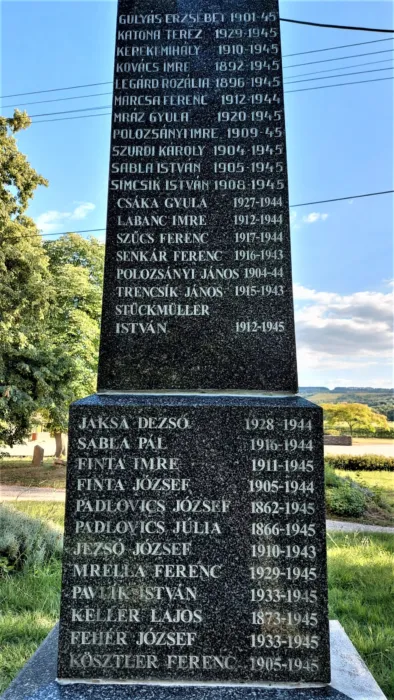 GULYÁS ERZSÉBET 1901-45
KATONA TERÉZ 1929-1945
KEREKI MIHÁLY 1910-1945
KOVÁCS IMRE 1892-1945
LEGÁRD ROZÁLIA 1896-1945
MARCSA FERENC 1912-1944
MRÁZ GYULA 1920-1945
POLOZSÁNYI IMRE 1909-45
SZURDI KÁROLY 1904-1945
SABLA ISTVÁN 1905-1945
SIMCSIK ISTVÁN 1908-1945
CSÁKA GYULA 1927-1944
LABANC IMRE 1912-1944
SZŰCS FERENC 1917-1944
SENKÁR FERENC 1916-1943
POLOZSÁNYI JÁNOS 1904-44
TRENCSIK JÁNOS 1915-1943
STÜCKMÜLLER
ISTVÁN 1912-1945
JAKSA DEZSŐ 1928-1944
SABLA PÁL 1916-1944
FINTA IMRE 1911-1945
FINTA JÓZSEF 1905-1944
PADLOVICS JÓZSEF 1862-1945
PADLOVICS JÚLIA 1866-1945
JEZSÓ JÓZSEF 1910-1943
MRELLA FERENC 1929-1945
PAVLIK ISTVÁN 1933-1945
KELLER LAJOS 1873-1945
FEHÉR JÓZSEF 1933-1945
KÖSZTLER FERENC 1905-1945